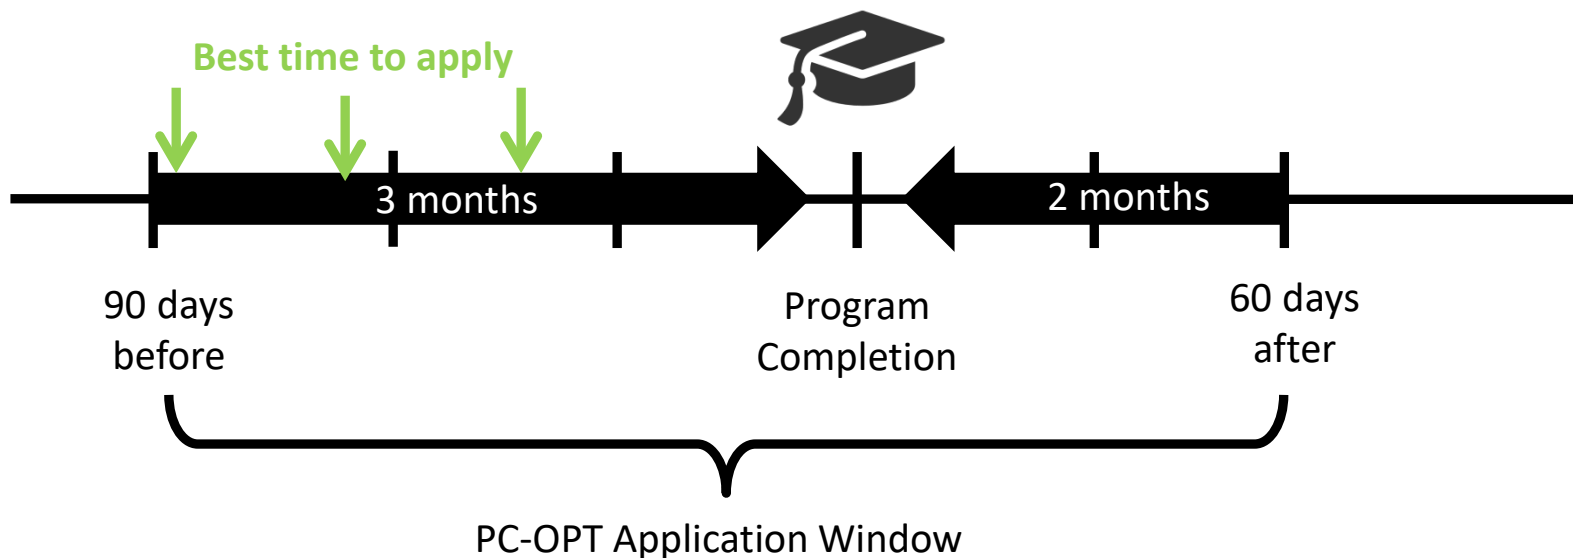 Best time to apply
3 months
2 months
90 days
before
Program
Completion
60 days
after
PC-OPT Application Window